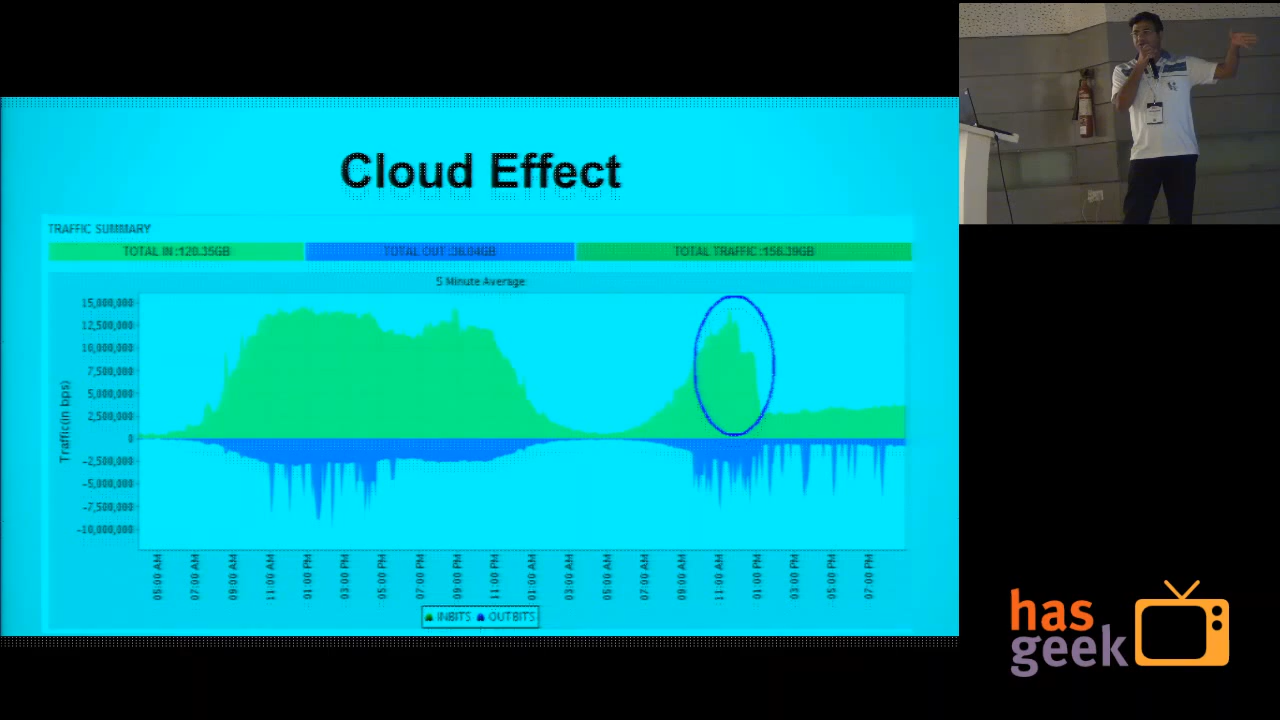 Cloud Effect
TRAFFIC SUMMARY
TOTAL IN :120.35GB
TOTAL OUT :36.04GB
TOTAL TRAFFIC :156.39GB
5 Minute Average
Traffic(in bps)
15,000,000
12,500,000
10,000,000
7,500,000
5,000,000
2,500,000
0
-2,500,000
-5,000,000
-7,500,000
-10,000,000
05:00 AM
07:00 AM
09:00 AM
11:00 AM
01:00 PM
03:00 PM
05:00 PM
07:00 PM
09:00 PM
11:00 PM
01:00 AM
03:00 AM
05:00 AM
07:00 AM
09:00 AM
11:00 AM
01:00 PM
03:00 PM
05:00 PM
07:00 PM
INBITS OUTBITS
has
geek